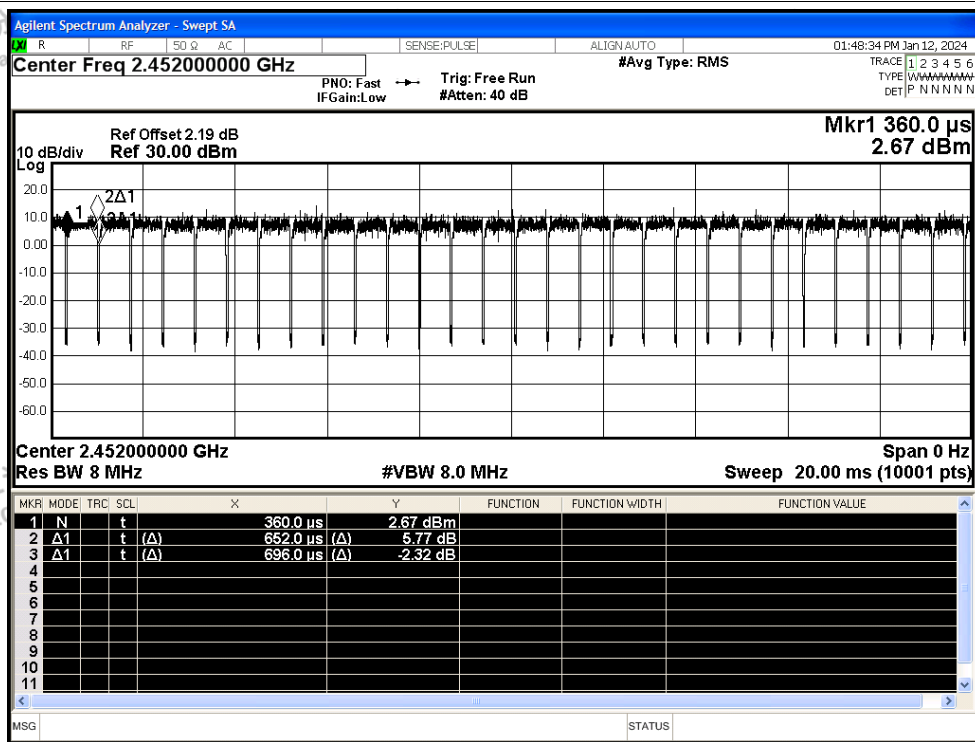 Agilent Spectrum Analyzer - Swept SA
LXI R RF 50 Ω AC SENSE:PULSE ALIGN AUTO 01:48:34 PM Jan 12, 2024
Center Freq 2.452000000 GHz
#Avg Type: RMS
TRACE 1 2 3 4 5 6
PNO: Fast Trig: Free Run
TYPE
IFGain:Low #Atten: 40 dB
DET P N N N N N
Ref Offset 2.19 dB
Mkr1 360.0 µs
10 dB/div Ref 30.00 dBm
2.67 dBm
Log
20.0
2Δ1
1
10.0
0.00
-10.0
-20.0
-30.0
-40.0
-50.0
-60.0
Center 2.452000000 GHz Span 0 Hz
Res BW 8 MHz #VBW 8.0 MHz Sweep 20.00 ms (10001 pts)
MKR MODE TRC SCL X Y FUNCTION FUNCTION WIDTH FUNCTION VALUE
1 N t 360.0 µs 2.67 dBm
2 Δ1 t (Δ) 652.0 µs (Δ) 5.77 dB
3 Δ1 t (Δ) 696.0 µs (Δ) -2.32 dB
4
5
6
7
8
9
10
11
MSG STATUS